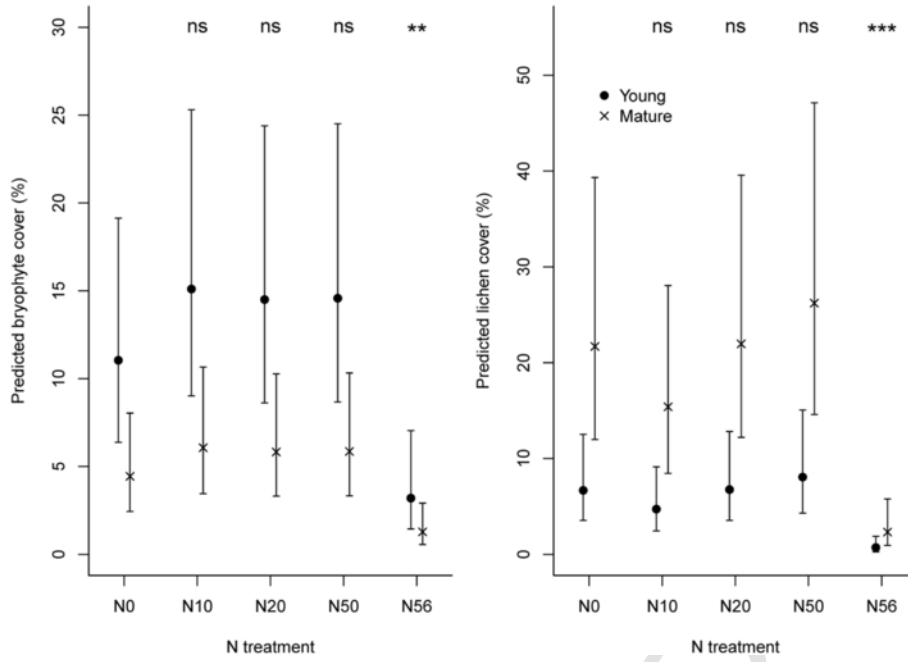 30
25
20
15
10
5
0
Predicted bryophyte cover (%)
ns ns ns **
N0 N10 N20 N50 N56
N treatment
50
40
30
20
10
0
Predicted lichen cover (%)
ns ns ns ***
Young
Mature
N0 N10 N20 N50 N56
N treatment